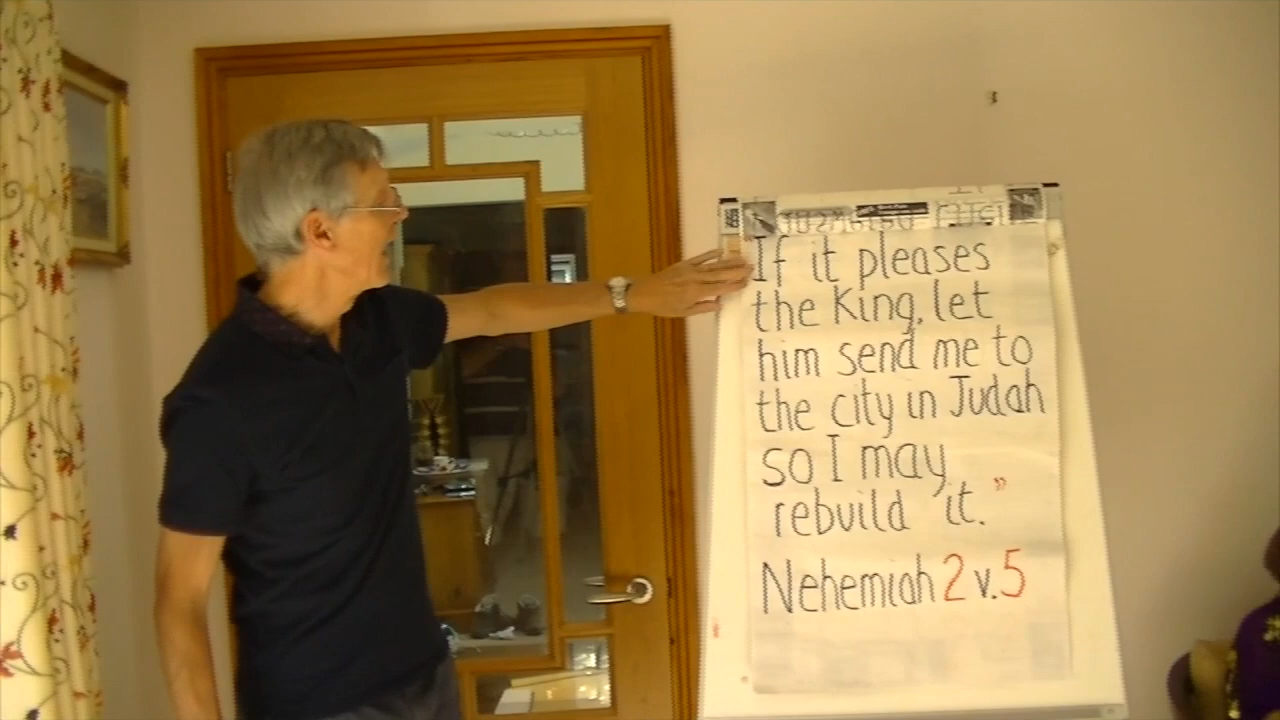 If it pleases
the King, let
him send me to
the city in Judah
so I may
rebuild it."
Nehemiah 2 v.5